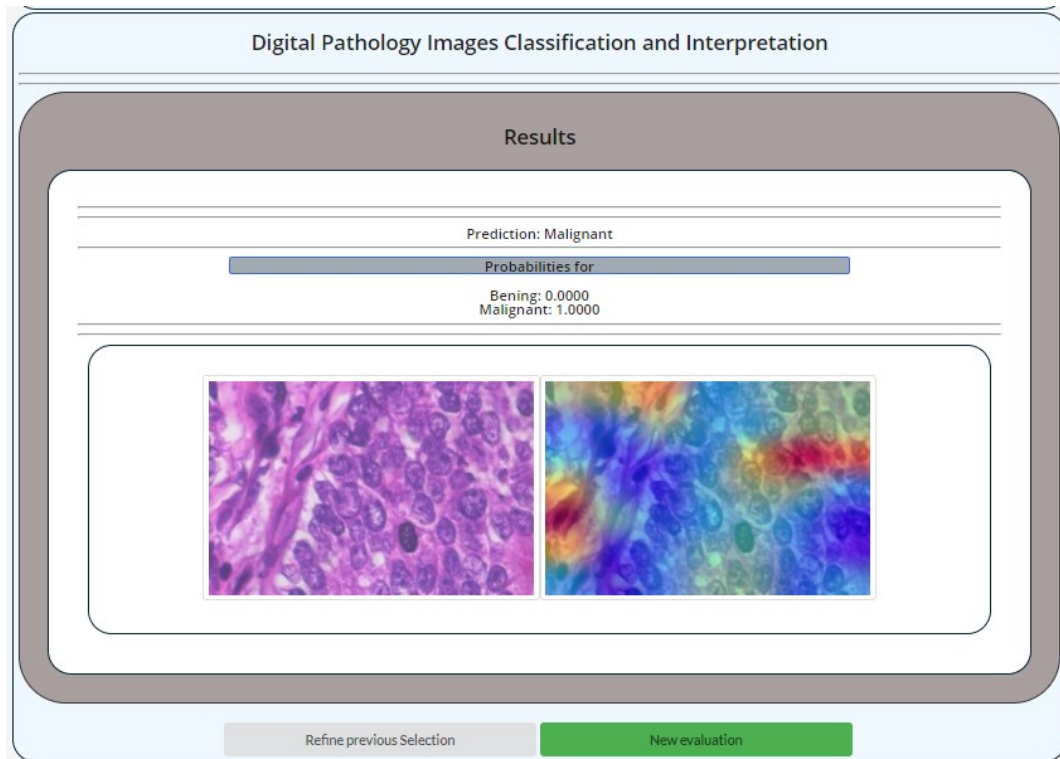 Digital Pathology Images Classification and Interpretation
Results
Prediction: Malignant
Probabilities for
Bening: 0.0000
Malignant: 1.0000
Refine previous Selection
New evaluation